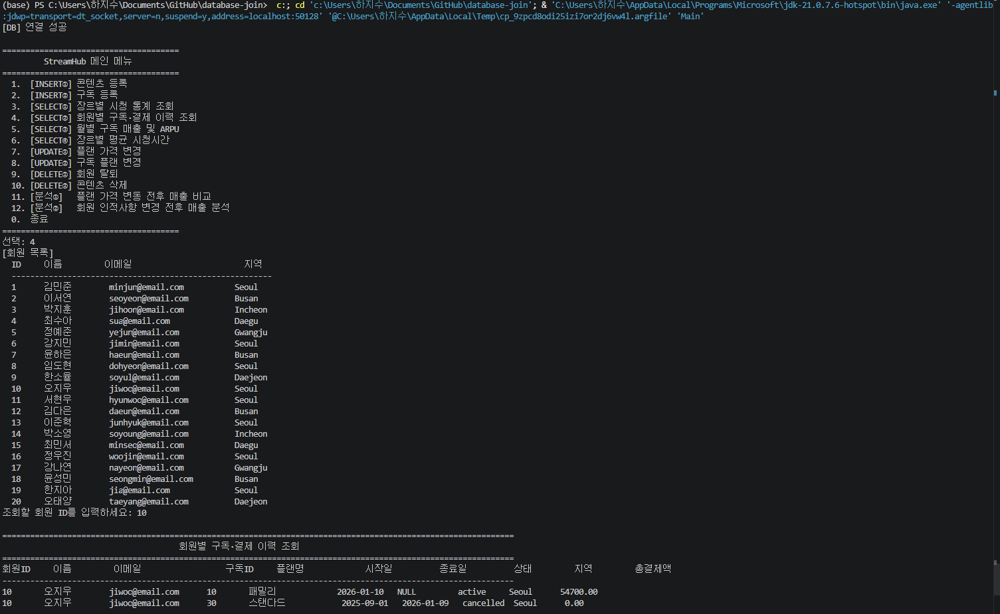 (base) PS C:\Users\하지수\Documents\GitHub\database-join>  c:; cd 'c:\Users\하지수\Documents\GitHub\database-join'; & 'C:\Users\하지수\AppData\Local\Programs\Microsoft\jdk-21.0.7.6-hotspot\bin\java.exe' '-agentlib
:jdwp=transport=dt_socket,server=n,suspend=y,address=localhost:50128' '@C:\Users\하지수\AppData\Local\Temp\cp_9zpcd8odi25izi7or2dj6vw4l.argfile' 'Main'
[DB] 연결 성공
======================================
StreamHub 메인 메뉴
======================================
1. [INSERT①] 콘텐츠 등록
2. [INSERT②] 구독 등록
3. [SELECT①] 장르별 시청 통계 조회
4. [SELECT②] 회원별 구독·결제 이력 조회
5. [SELECT③] 월별 구독 매출 및 ARPU
6. [SELECT④] 장르별 평균 시청시간
7. [UPDATE①] 플랜 가격 변경
8. [UPDATE②] 구독 플랜 변경
9. [DELETE①] 회원 탈퇴
10. [DELETE②] 콘텐츠 삭제
11. [분석①] 플랜 가격 변동 전후 매출 비교
12. [분석②] 회원 인적사항 변경 전후 매출 분석
0. 종료
======================================
선택: 4
[회원 목록]
ID 이름 이메일 지역
--------------------------------------------------------
1 김민준 minjun@email.com Seoul
2 이서연 seoyeon@email.com Busan
3 박지훈 jihoon@email.com Incheon
4 최수아 sua@email.com Daegu
5 정예준 yejun@email.com Gwangju
6 강지민 jimin@email.com Seoul
7 윤하은 haeun@email.com Busan
8 임도현 dohyeon@email.com Seoul
9 한소율 soyul@email.com Daejeon
10 오지우 jiwoo@email.com Seoul
11 서현우 hyunwoo@email.com Seoul
12 김다은 daeun@email.com Busan
13 이준혁 junhyuk@email.com Seoul
14 박소영 soyoung@email.com Incheon
15 최민서 minseo@email.com Daegu
16 정우진 woojin@email.com Seoul
17 강나연 nayeon@email.com Gwangju
18 윤성민 seongmin@email.com Busan
19 한지아 jia@email.com Seoul
20 오태양 taeyang@email.com Daejeon
조회할 회원 ID를 입력하세요: 10
==============================================================================================================
회원별 구독·결제 이력 조회
==============================================================================================================
회원ID 이름 이메일 구독ID 플랜명 시작일 종료일 상태 지역 총결제액
--------------------------------------------------------------------------------------------------------------
10 오지우 jiwoo@email.com 10 패밀리 2026-01-10 NULL active Seoul 54700.00
10 오지우 jiwoo@email.com 30 스탠다드 2025-09-01 2026-01-09 cancelled Seoul 0.00